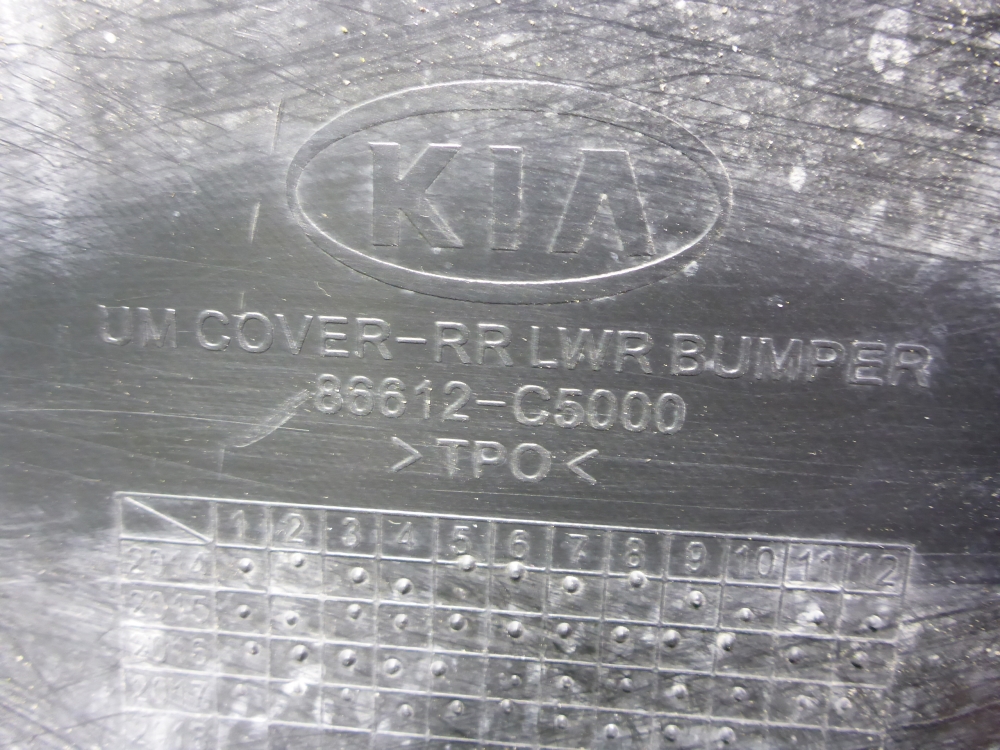 KIA
UM COVER-RR LWR BUMPER
86612-C5000
>TPO<
1 2 3 4 5 6 7 8 9 10 11 12
2014
2015
2016
2017